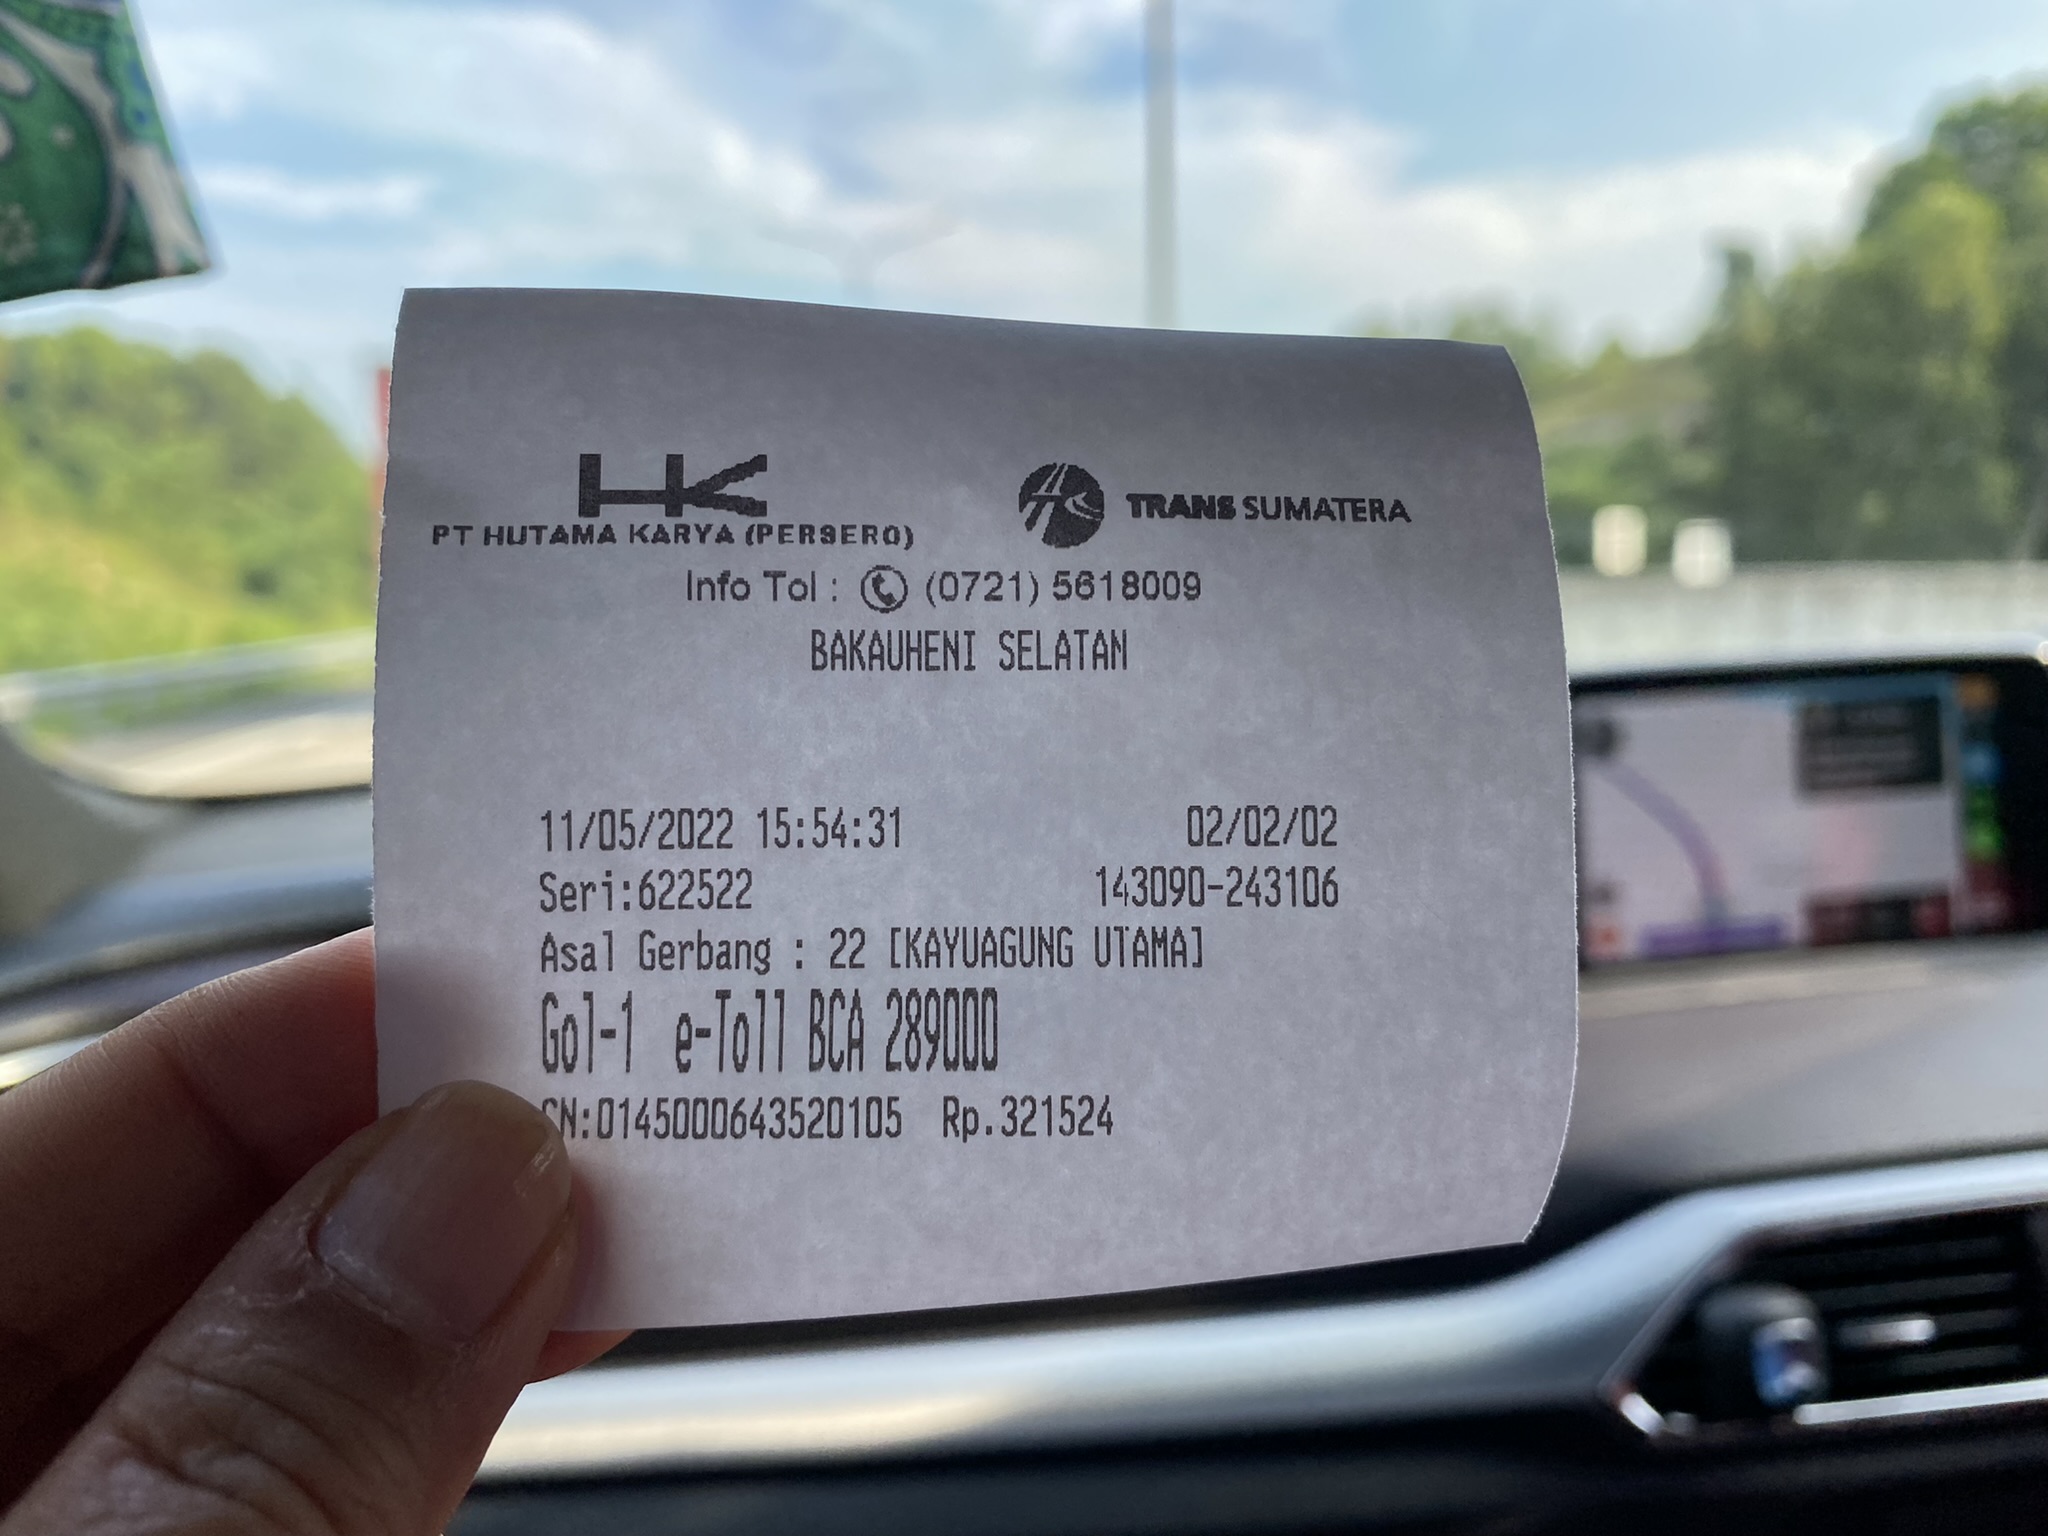 HK
PT HUTAMA KARYA (PERSERO)
TRANS SUMATERA
Info Tol : (0721) 5618009
BAKAUHENI SELATAN
11/05/2022 15:54:31 02/02/02
Seri:622522 143090-243106
Asal Gerbang : 22 [KAYUAGUNG UTAMA]
Gol-1 e-Toll BCA 289000
CN:0145000643520105 Rp.321524